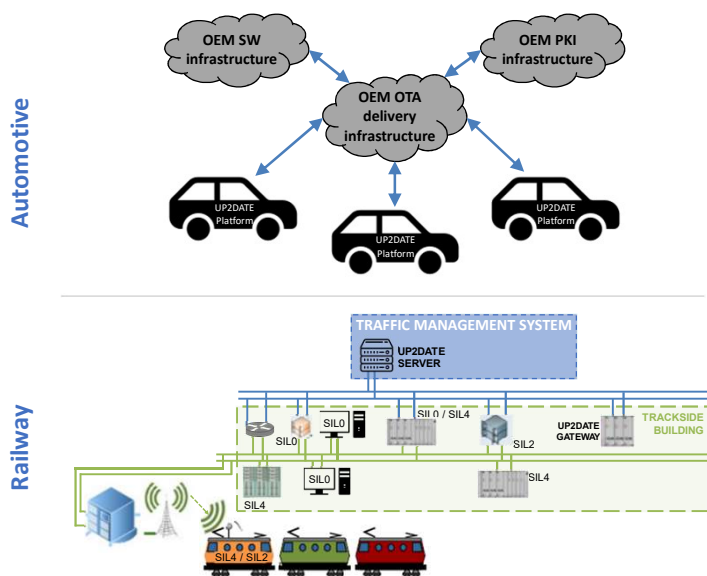 Automotive
OEM SW
infrastructure
OEM PKI
infrastructure
OEM OTA
delivery
infrastructure
UP2DATE
Platform
UP2DATE
Platform
UP2DATE
Platform
Railway
TRAFFIC MANAGEMENT SYSTEM
UP2DATE
SERVER
TRACKSIDE
BUILDING
SIL0
SIL0
SIL0 / SIL4
SIL2
UP2DATE
GATEWAY
SIL4
SIL0
SIL4
SIL4 / SIL2